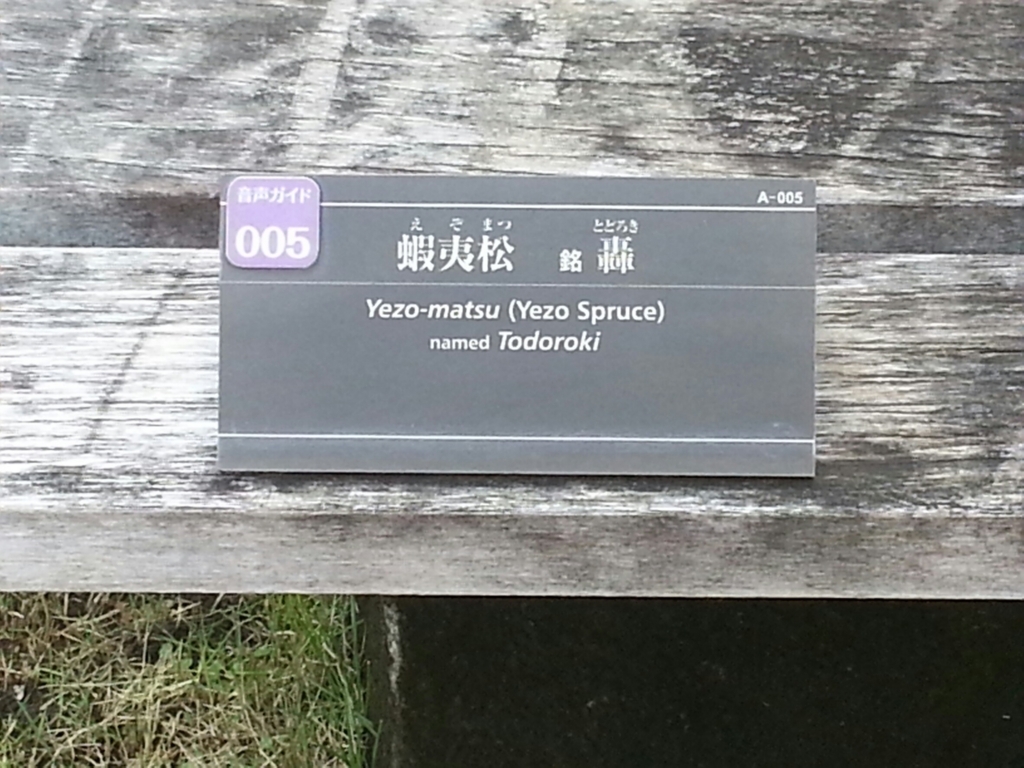 音声ガイド
005
A-005
えぞまつ とどろき
蝦夷松 銘 轟
Yezo-matsu (Yezo Spruce)
named Todoroki